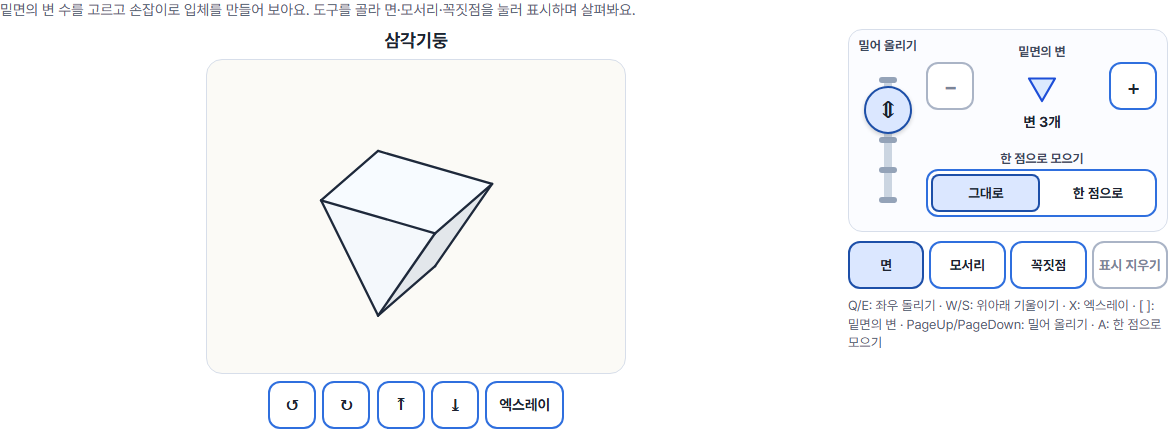 밑면의 변 수를 고르고 손잡이로 입체를 만들어 보아요. 도구를 골라 면·모서리·꼭짓점을 눌러 표시하며 살펴봐요.
삼각기둥
밀어 올리기
밑면의 변
⇕
−
+
변 3개
한 점으로 모으기
그대로
한 점으로
면
모서리
꼭짓점
표시 지우기
Q/E: 좌우 돌리기 · W/S: 위아래 기울이기 · X: 엑스레이 · [ ]:
밑면의 변 · PageUp/PageDown: 밀어 올리기 · A: 한 점으로
모으기
↺
↻
⤒
⤓
엑스레이